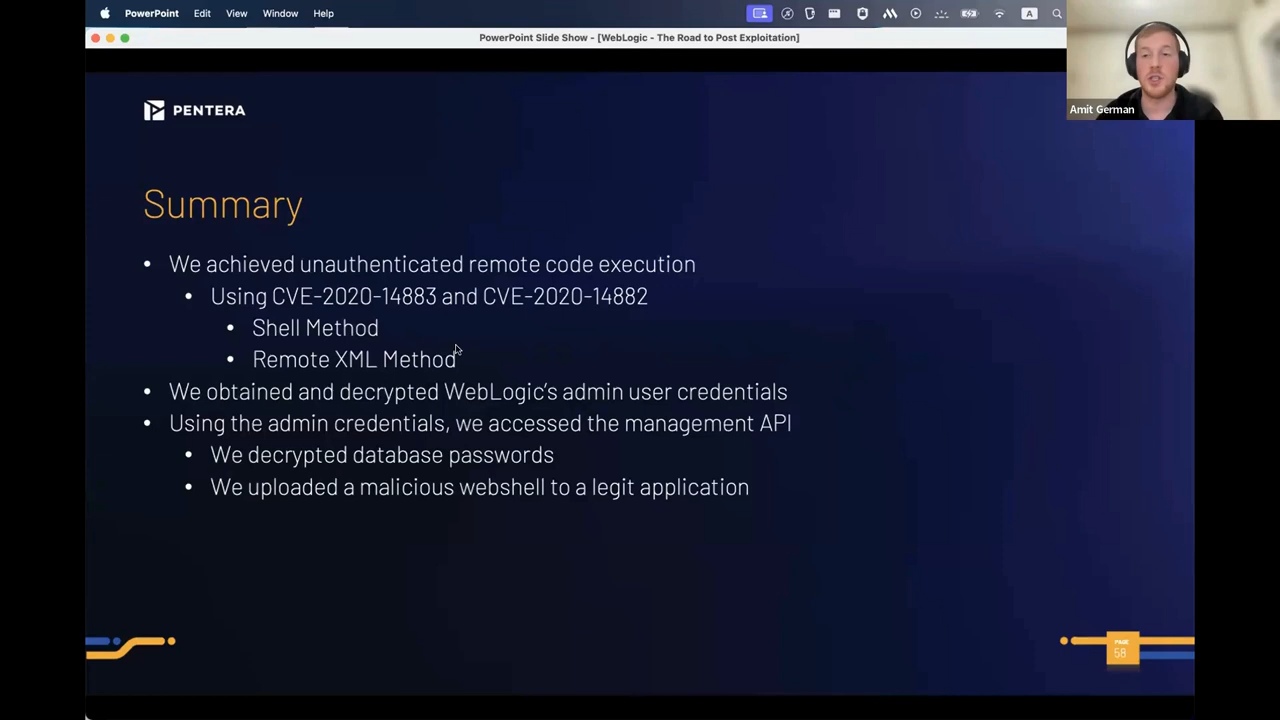 PowerPoint Edit View Window Help
A
PowerPoint Slide Show - [WebLogic - The Road to Post Exploitation]
Amit German
PENTERA
Summary
• We achieved unauthenticated remote code execution
• Using CVE-2020-14883 and CVE-2020-14882
• Shell Method
• Remote XML Method
• We obtained and decrypted WebLogic’s admin user credentials
• Using the admin credentials, we accessed the management API
• We decrypted database passwords
• We uploaded a malicious webshell to a legit application
PAGE
58